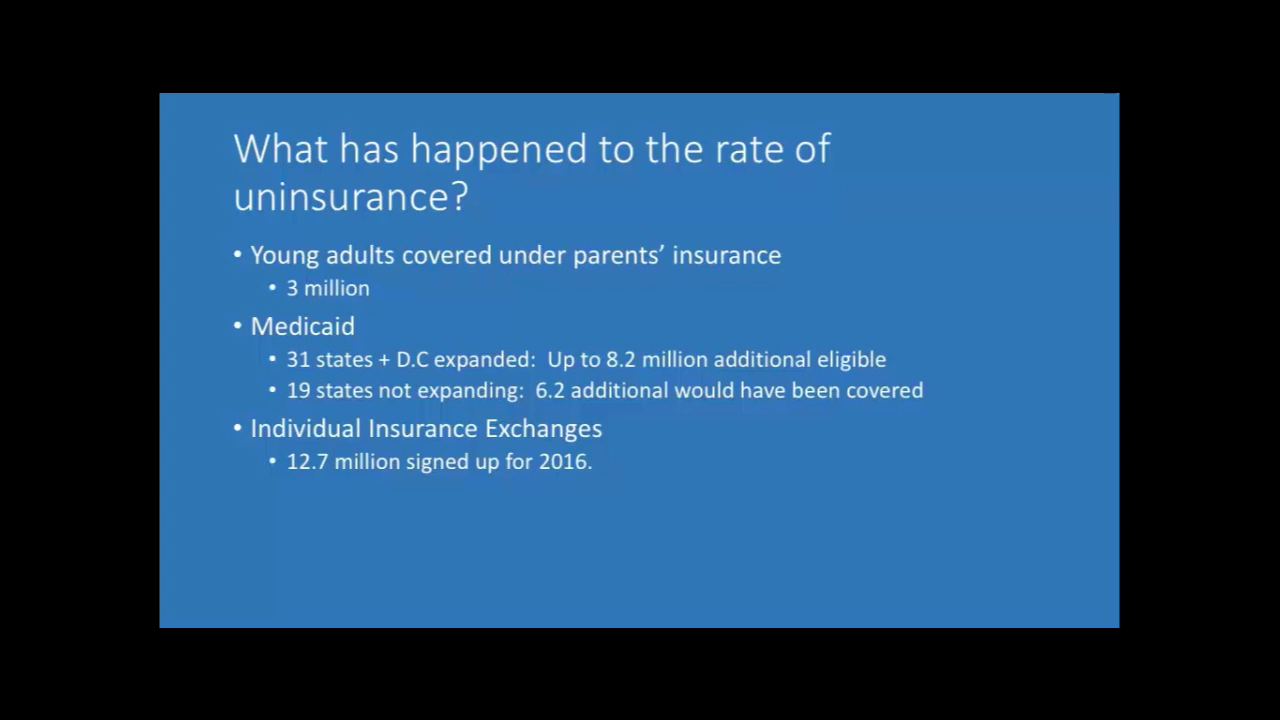 What has happened to the rate of
uninsurance?
• Young adults covered under parents’ insurance
• 3 million
• Medicaid
• 31 states + D.C expanded:  Up to 8.2 million additional eligible
• 19 states not expanding:  6.2 additional would have been covered
• Individual Insurance Exchanges
• 12.7 million signed up for 2016.